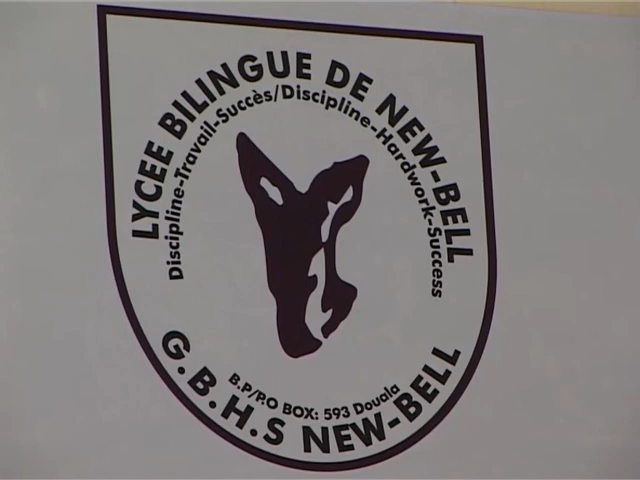 LYCEE BILINGUE DE NEW-BELL
Discipline-Travail-Succès/Discipline-Hardwork-Success
B.P/P.O BOX: 593 Douala
G.B.H.S NEW-BELL